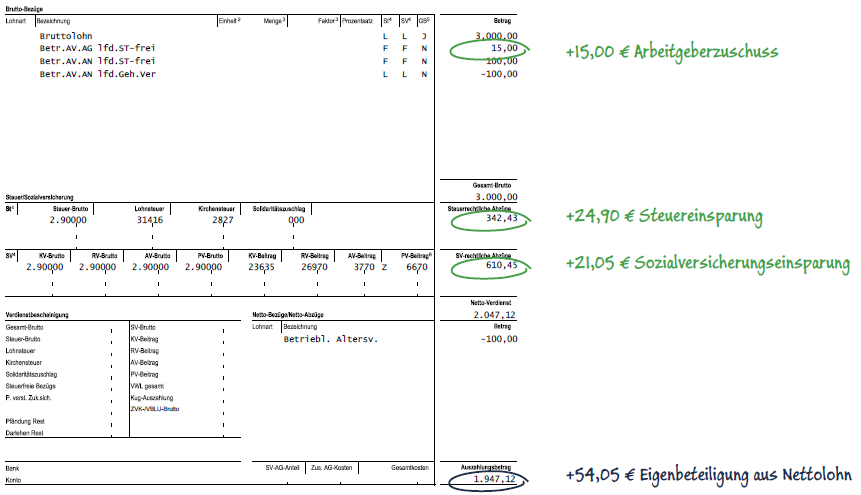 Brutto-Bezüge
Lohnart Bezeichnung Einheit² Menge³ Faktor³ Prozentsatz St⁴ SV⁴ GS⁵ Betrag
Bruttolohn L L J 3.000,00
Betr.AV.AG lfd.ST-frei F F N 15,00 +15,00 € Arbeitgeberzuschuss
Betr.AV.AN lfd.ST-frei F F N 100,00
Betr.AV.AN lfd.Geh.Ver L L N -100,00
Gesamt-Brutto
3.000,00
Steuer/Sozialversicherung
St⁴ Steuer-Brutto Lohnsteuer Kirchensteuer Solidaritätszuschlag Steuerrechtliche Abzüge
2.90000 31416 2827 000 342,43 +24,90 € Steuereinsparung
SV⁴ KV-Brutto RV-Brutto AV-Brutto PV-Brutto KV-Beitrag RV-Beitrag AV-Beitrag PV-Beitrag⁶ SV-rechtliche Abzüge
2.90000 2.90000 2.90000 2.90000 23635 26970 3770 Z 6670 610,45 +21,05 € Sozialversicherungseinsparung
Netto-Verdienst
2.047,12
Verdienstbescheinigung Netto-Bezüge/Netto-Abzüge
Gesamt-Brutto SV-Brutto Lohnart Bezeichnung Betrag
Steuer-Brutto KV-Beitrag Betriebl. Altersv. -100,00
Lohnsteuer RV-Beitrag
Kirchensteuer AV-Beitrag
Solidaritätszuschlag PV-Beitrag
Steuerfreie Bezüge VWL gesamt
P. verst. Zuk.sich. Kug-Auszahlung
ZVK-/VBLU-Brutto
Pfändung Rest
Darlehen Rest
Bank SV-AG-Anteil Zus. AG-Kosten Gesamtkosten Auszahlungsbetrag
Konto 1.947,12 +54,05 € Eigenbeteiligung aus Nettolohn